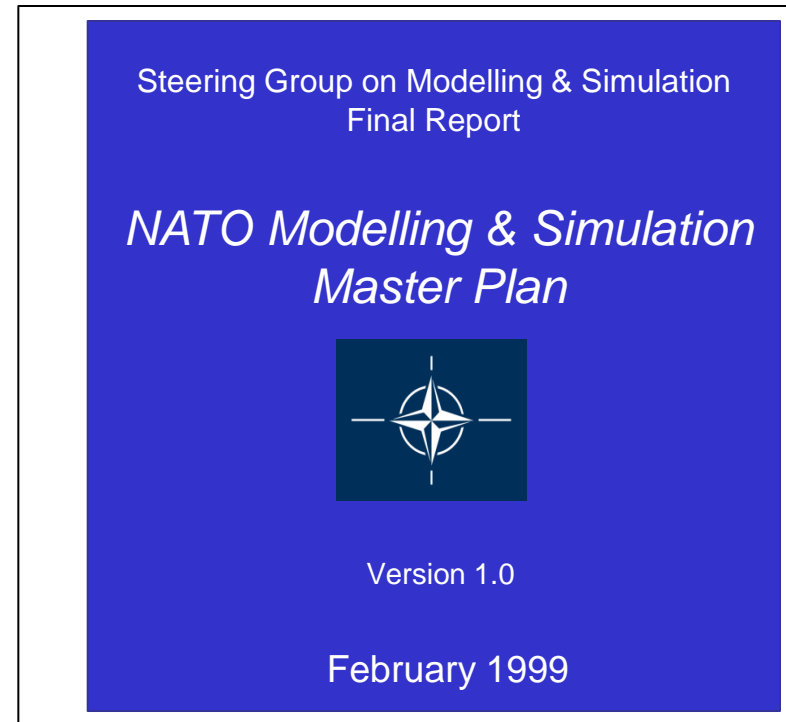 Steering Group on Modelling & Simulation
Final Report
NATO Modelling & Simulation
Master Plan
Version 1.0
February 1999